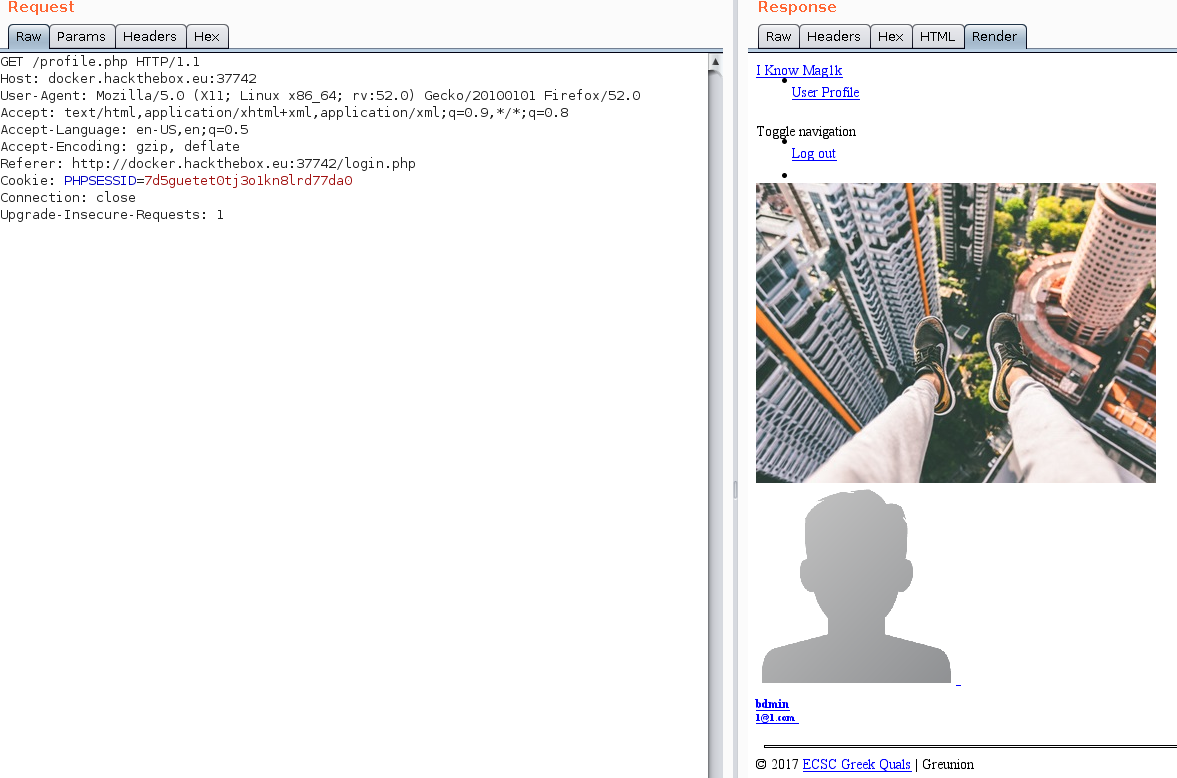 Request
Raw Params Headers Hex
GET /profile.php HTTP/1.1
Host: docker.hackthebox.eu:37742
User-Agent: Mozilla/5.0 (X11; Linux x86_64; rv:52.0) Gecko/20100101 Firefox/52.0
Accept: text/html,application/xhtml+xml,application/xml;q=0.9,*/*;q=0.8
Accept-Language: en-US,en;q=0.5
Accept-Encoding: gzip, deflate
Referer: http://docker.hackthebox.eu:37742/login.php
Cookie: PHPSESSID=7d5guetet0tj3o1kn8lrd77da0
Connection: close
Upgrade-Insecure-Requests: 1
Response
Raw Headers Hex HTML Render
I Know Mag1k
User Profile
Toggle navigation
Log out
bdmin
1@1.com
© 2017 ECSC Greek Quals | Greunion